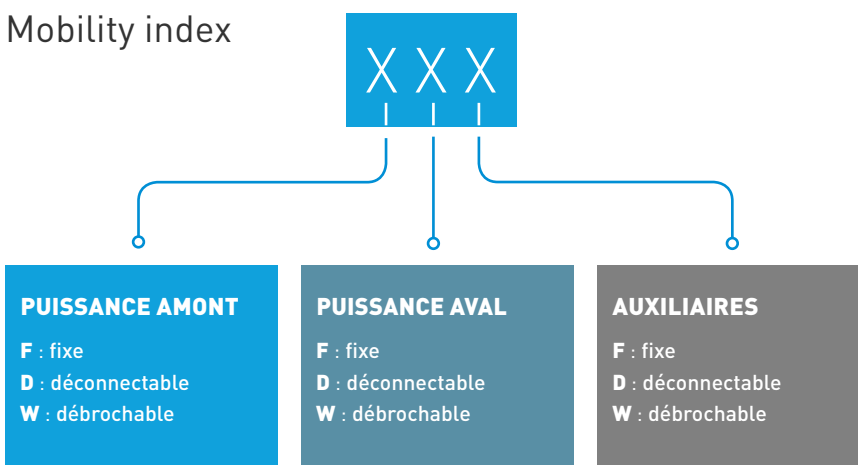 Mobility index
X X X
PUISSANCE AMONT
F : fixe
D : déconnectable
W : débrochable
PUISSANCE AVAL
F : fixe
D : déconnectable
W : débrochable
AUXILIAIRES
F : fixe
D : déconnectable
W : débrochable